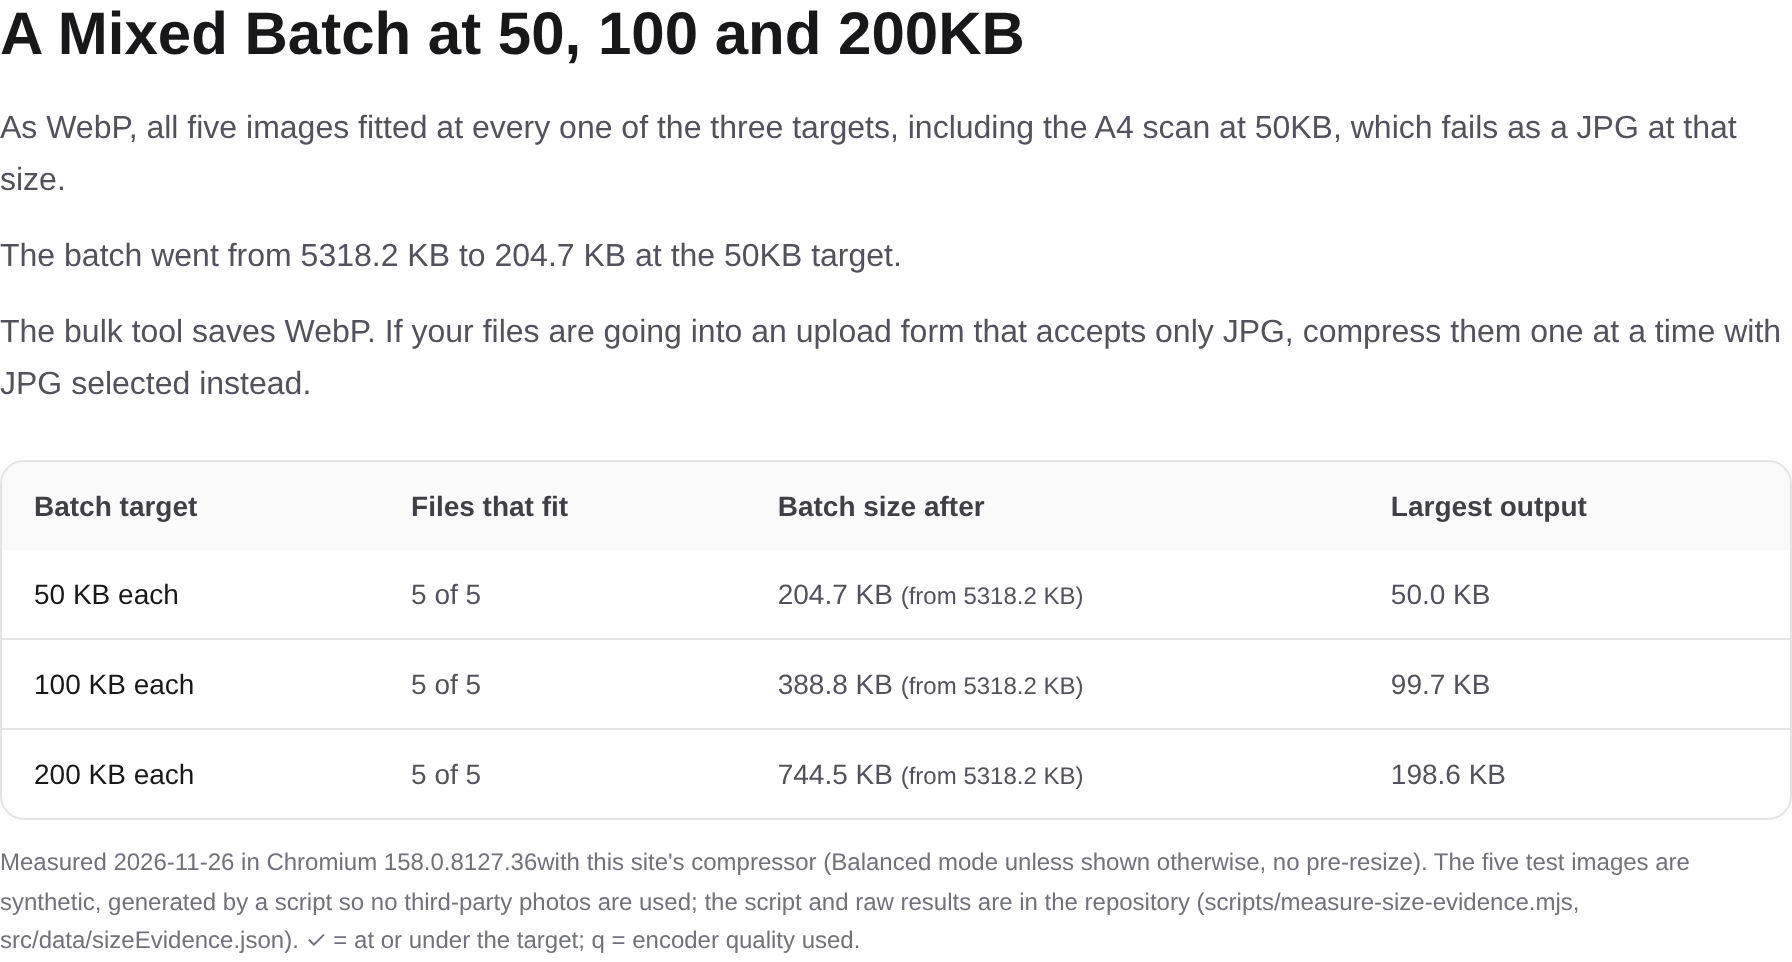 A Mixed Batch at 50, 100 and 200KB
As WebP, all five images fitted at every one of the three targets, including the A4 scan at 50KB, which fails as a JPG at that
size.
The batch went from 5318.2 KB to 204.7 KB at the 50KB target.
The bulk tool saves WebP. If your files are going into an upload form that accepts only JPG, compress them one at a time with
JPG selected instead.
Batch target Files that fit Batch size after Largest output
50 KB each 5 of 5 204.7 KB (from 5318.2 KB) 50.0 KB
100 KB each 5 of 5 388.8 KB (from 5318.2 KB) 99.7 KB
200 KB each 5 of 5 744.5 KB (from 5318.2 KB) 198.6 KB
Measured 2026-11-26 in Chromium 158.0.8127.36with this site's compressor (Balanced mode unless shown otherwise, no pre-resize). The five test images are
synthetic, generated by a script so no third-party photos are used; the script and raw results are in the repository (scripts/measure-size-evidence.mjs,
src/data/sizeEvidence.json). ✓ = at or under the target; q = encoder quality used.